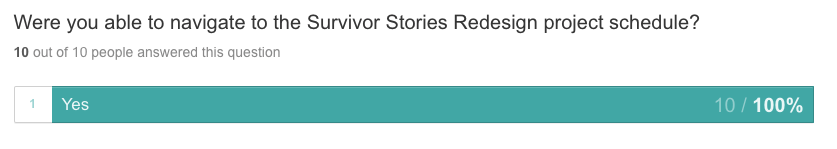 Were you able to navigate to the Survivor Stories Redesign project schedule?
10 out of 10 people answered this question
1 Yes 10 / 100%